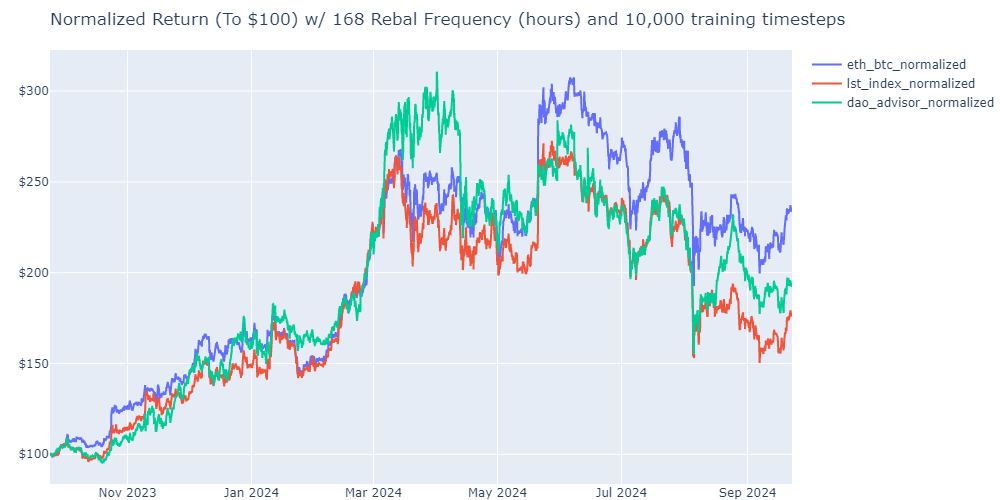 Normalized Return (To $100) w/ 168 Rebal Frequency (hours) and 10,000 training timesteps
eth_btc_normalized
lst_index_normalized
dao_advisor_normalized
$300
$250
$200
$150
$100
Nov 2023
Jan 2024
Mar 2024
May 2024
Jul 2024
Sep 2024